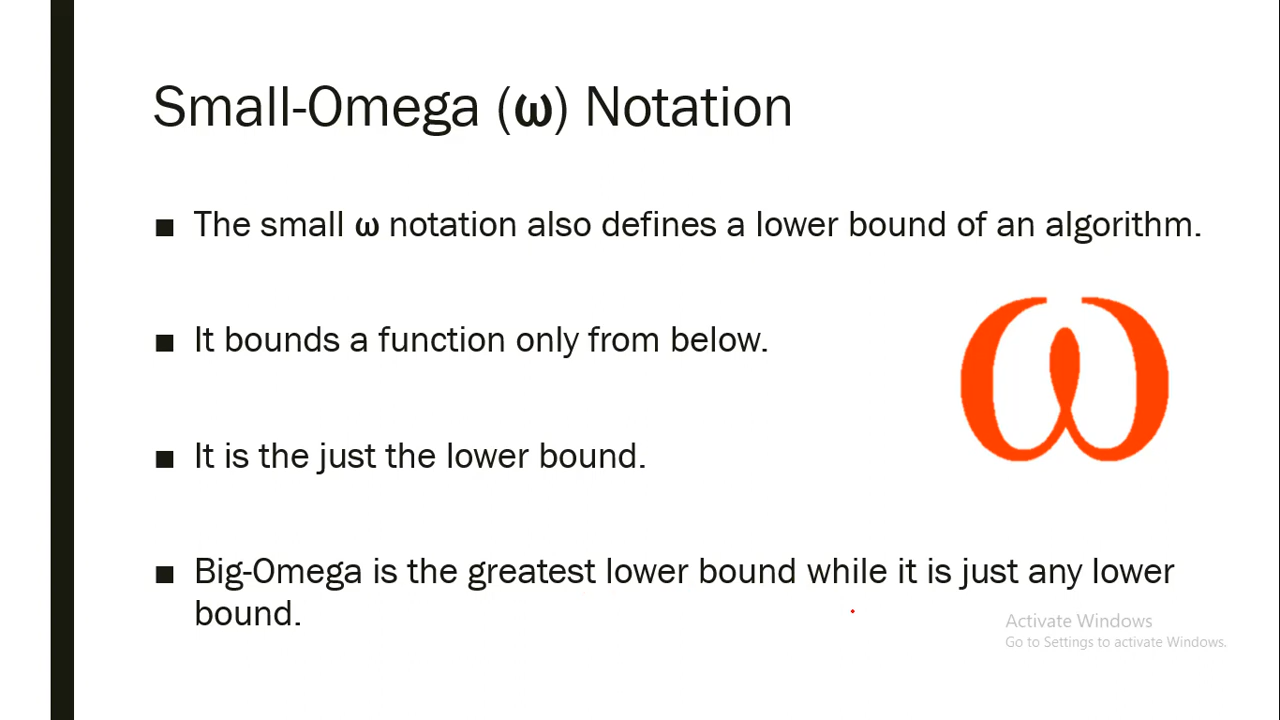 Small-Omega (ω) Notation
■ The small ω notation also defines a lower bound of an algorithm.
■ It bounds a function only from below.
■ It is the just the lower bound.
■ Big-Omega is the greatest lower bound while it is just any lower
bound.
ω
Activate Windows
Go to Settings to activate Windows.